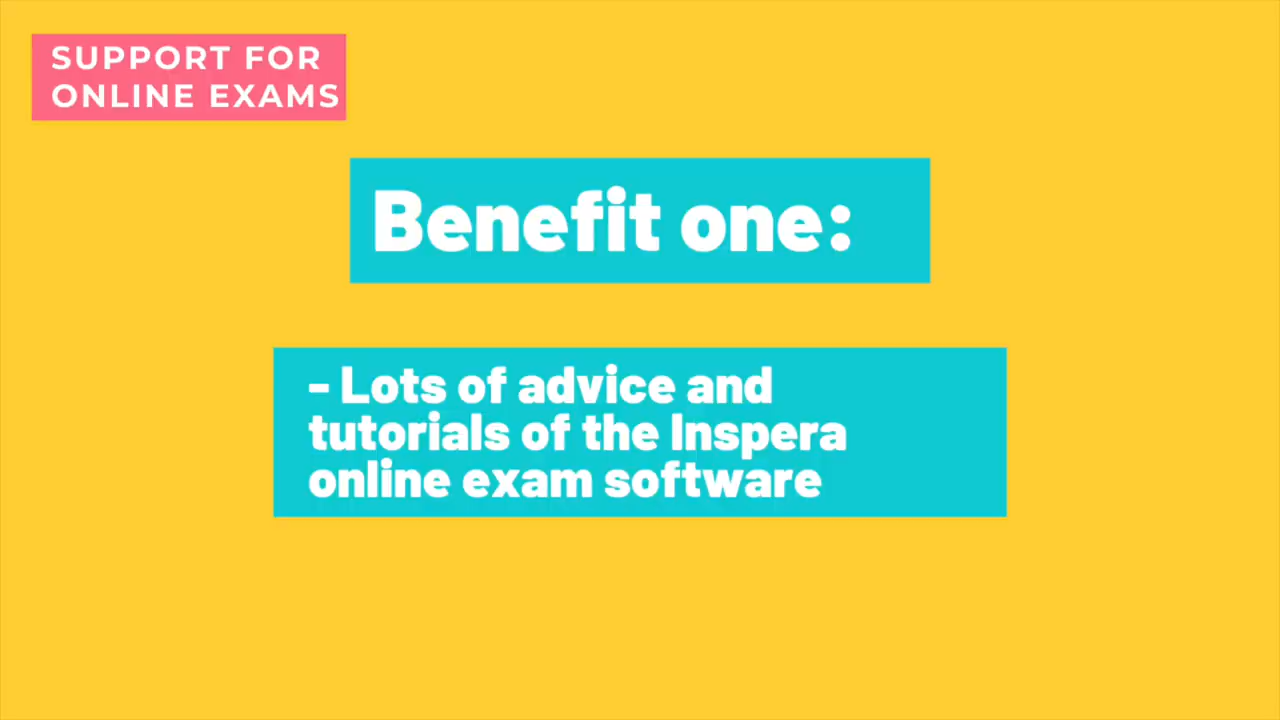 SUPPORT FOR
ONLINE EXAMS
Benefit one:
- Lots of advice and
tutorials of the Inspera
online exam software